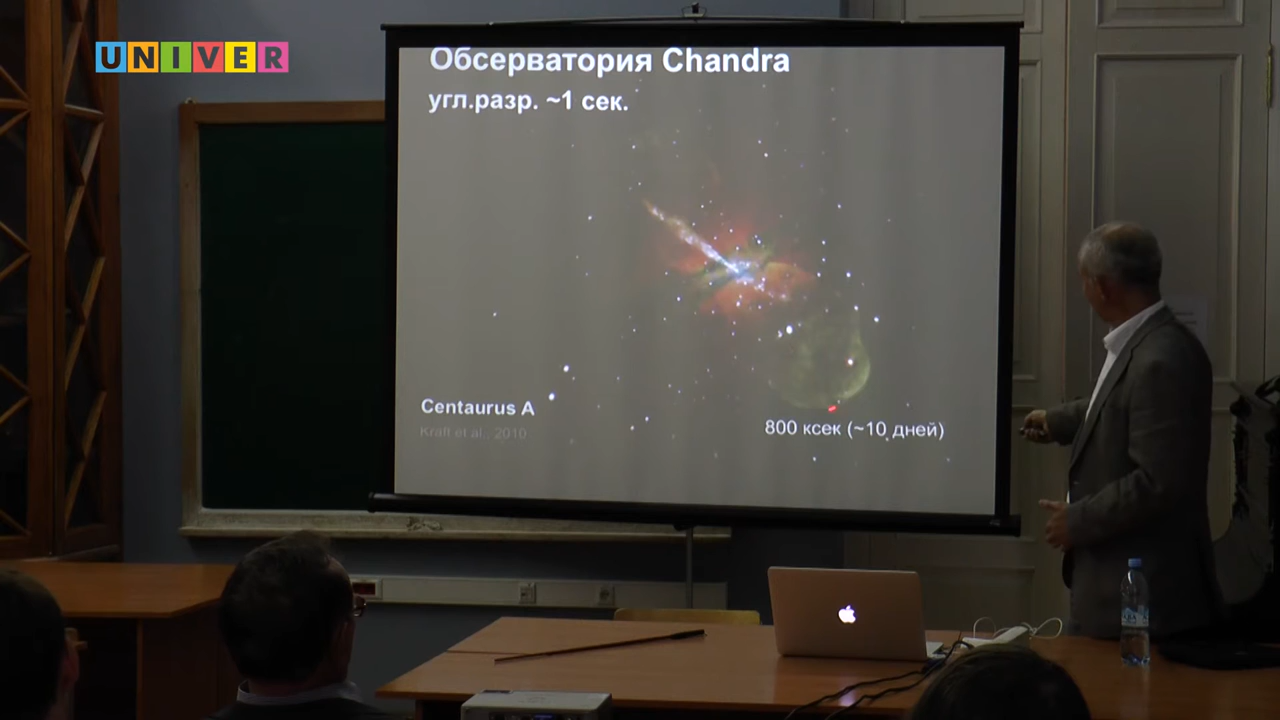 UNIVER
Обсерватория Chandra
угл.разр. ~1 сек.
Centaurus A
Kraft et al., 2010
800 ксек (~10 дней)